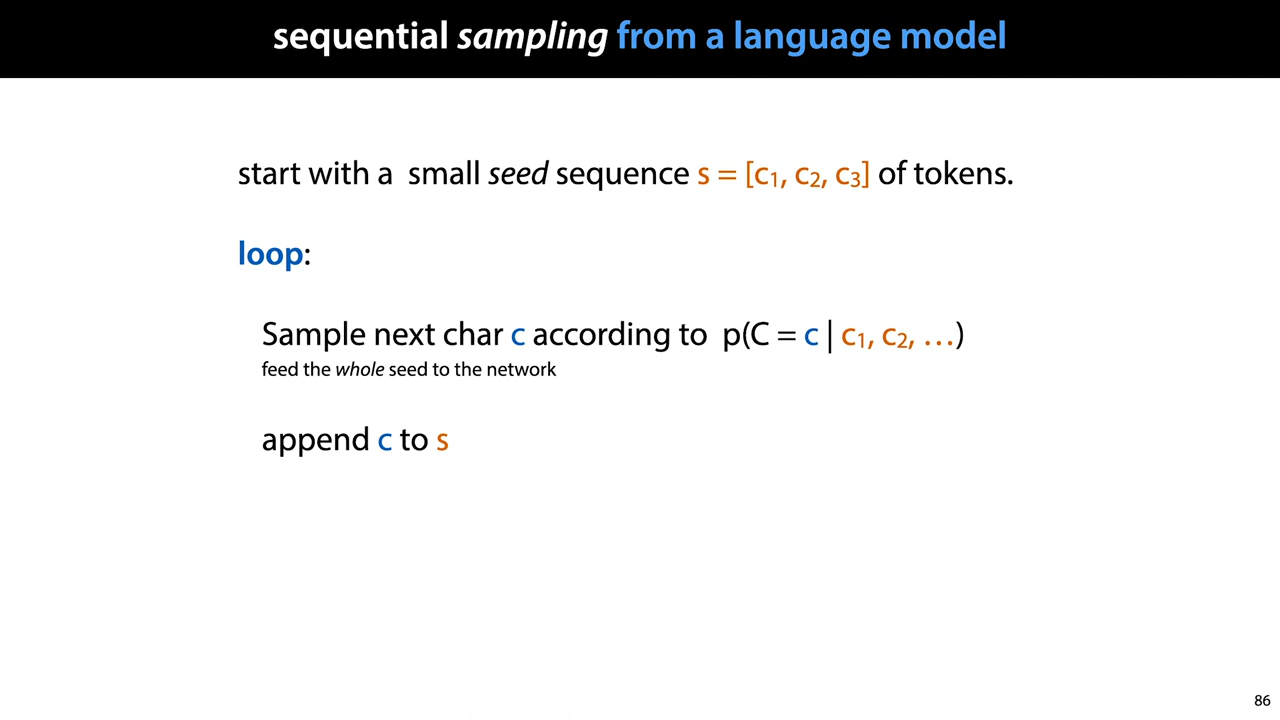 sequential sampling from a language model
start with a small seed sequence s = [c₁, c₂, c₃] of tokens.
loop:
Sample next char c according to p(C = c | c₁, c₂, …)
feed the whole seed to the network
append c to s
86